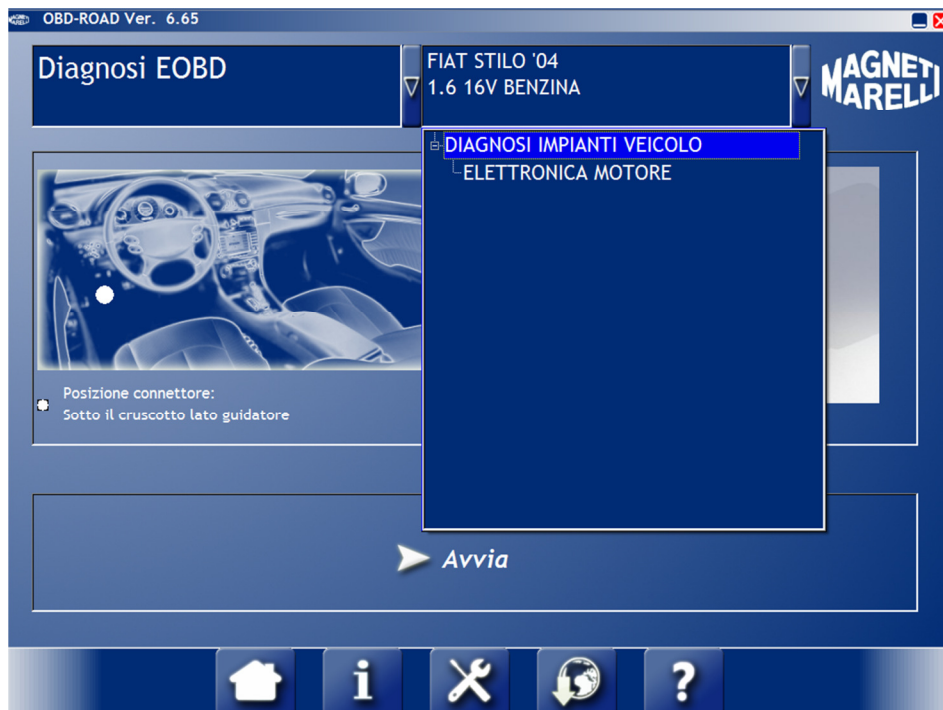 OBD-ROAD Ver. 6.65
Diagnosi EOBD
FIAT STILO '04
1.6 16V BENZINA
MAGNETI
MARELLI
DIAGNOSI IMPIANTI VEICOLO
ELETTRONICA MOTORE
Posizione connettore:
Sotto il cruscotto lato guidatore
Avvia